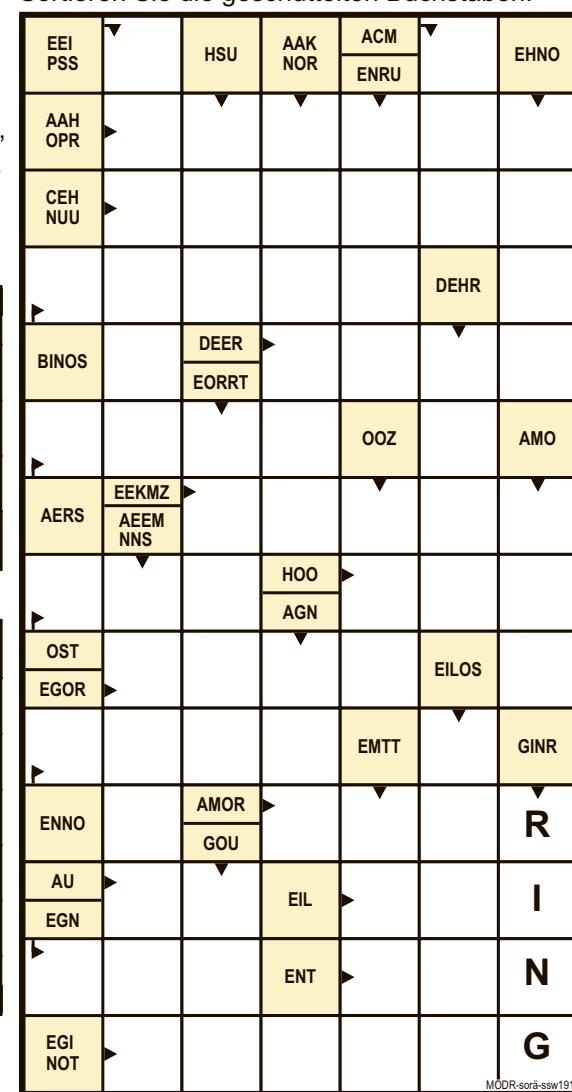 Sortieren Sie die geschüttelten Buchstaben!
EEI
PSS
HSU
AAK
NOR
ACM
ENRU
EHNO
AAH
OPR
CEH
NUU
DEHR
BINOS
DEER
EORRT
OOZ
AMO
AERS
EEKMZ
AEEM
NNS
HOO
AGN
OST
EGOR
EILOS
EMTT
GINR
ENNO
AMOR
GOU
R
AU
EGN
EIL
I
ENT
N
EGI
NOT
G
MÖDR-sorä-ssw191